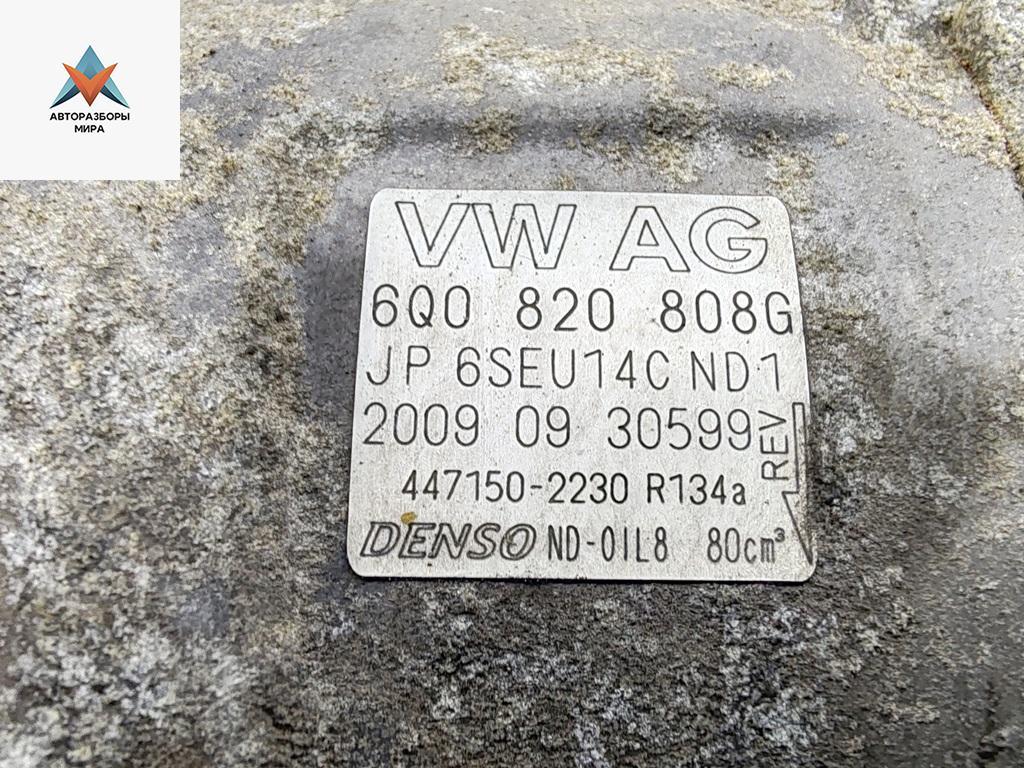 АВТОРАЗБОРЫ
МИРА
VW AG
6Q0 820 808G
JP 6SEU14C ND1
2009 09 30599
REV
447150-2230 R134a
DENSO ND-OIL8 80cm³